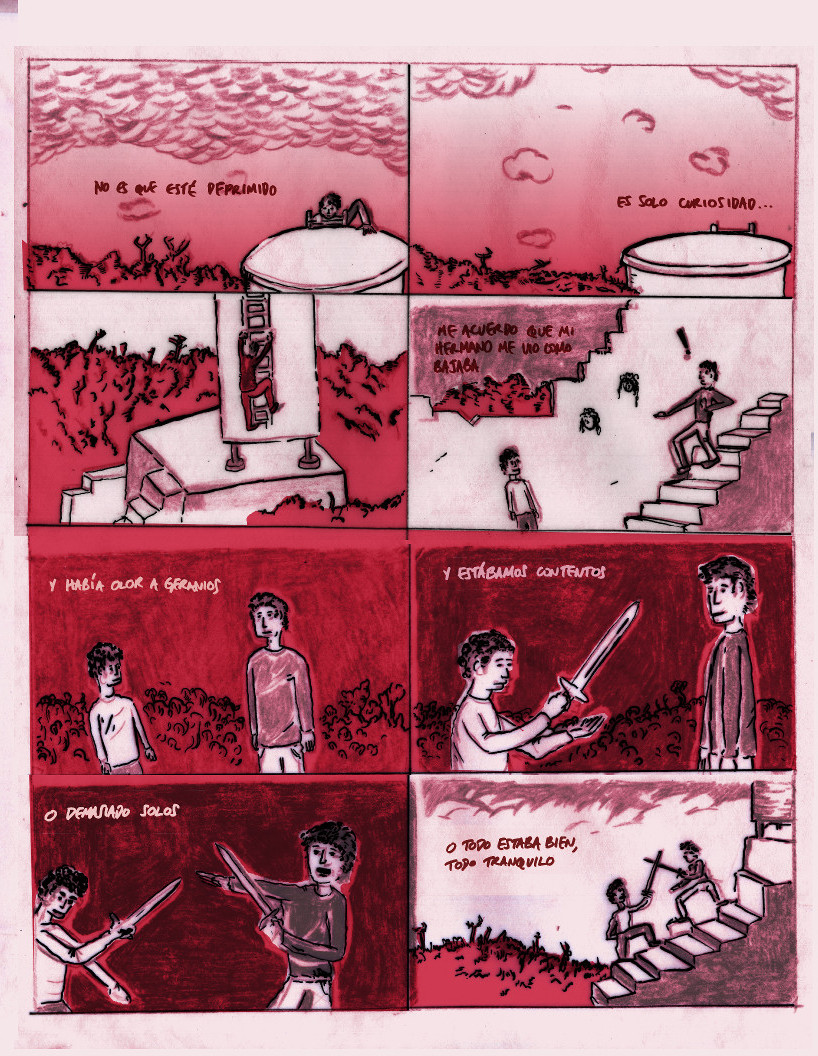 NO ES QUE ESTÉ DEPRIMIDO
ES SOLO CURIOSIDAD...
ME ACUERDO QUE MI
HERMANO ME VIO COMO
BAJABA
!
Y HABÍA OLOR A GERANIOS
Y ESTÁBAMOS CONTENTOS
O DEMASIADO SOLOS
O TODO ESTABA BIEN,
TODO TRANQUILO